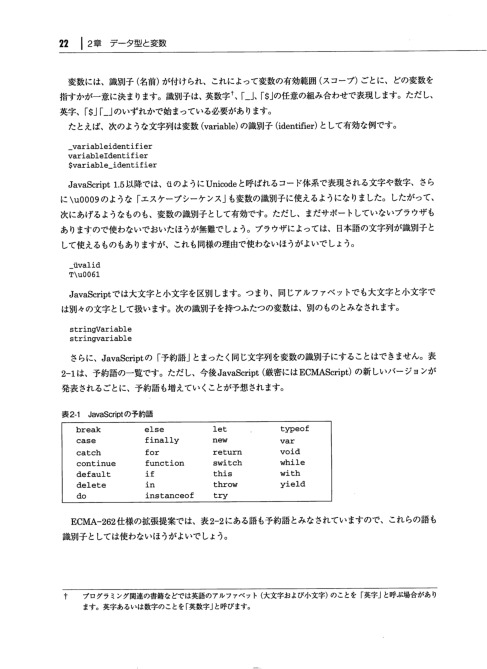 22 2章 データ型と変数
変数には、識別子(名前)が付けられ、これによって変数の有効範囲(スコープ)ごとに、どの変数を
指すかが一意に決まります。識別子は、英数字†、「_」、「$」の任意の組み合わせで表現します。ただし、
英字、「$」「_」のいずれかで始まっている必要があります。
たとえば、次のような文字列は変数(variable)の識別子(identifier)として有効な例です。
_variableidentifier
variableIdentifier
$variable_identifier
JavaScript 1.5以降では、üのようにUnicodeと呼ばれるコード体系で表現される文字や数字、さら
に\u0009のような「エスケープシーケンス」も変数の識別子に使えるようになりました。したがって、
次にあげるようなものも、変数の識別子として有効です。ただし、まだサポートしていないブラウザも
ありますので使わないでおいたほうが無難でしょう。ブラウザによっては、日本語の文字列が識別子と
して使えるものもありますが、これも同様の理由で使わないほうがよいでしょう。
_üvalid
T\u0061
JavaScriptでは大文字と小文字を区別します。つまり、同じアルファベットでも大文字と小文字で
は別々の文字として扱います。次の識別子を持つふたつの変数は、別のものとみなされます。
stringVariable
stringvariable
さらに、JavaScriptの「予約語」とまったく同じ文字列を変数の識別子にすることはできません。表
2-1は、予約語の一覧です。ただし、今後JavaScript(厳密にはECMAScript)の新しいバージョンが
発表されるごとに、予約語も増えていくことが予想されます。
表2-1 JavaScriptの予約語
break else let typeof
case finally new var
catch for return void
continue function switch while
default if this with
delete in throw yield
do instanceof try
ECMA-262仕様の拡張提案では、表2-2にある語も予約語とみなされていますので、これらの語も
識別子としては使わないほうがよいでしょう。
† プログラミング関連の書籍などでは英語のアルファベット(大文字および小文字)のことを「英字」と呼ぶ場合があり
ます。英字あるいは数字のことを「英数字」と呼びます。